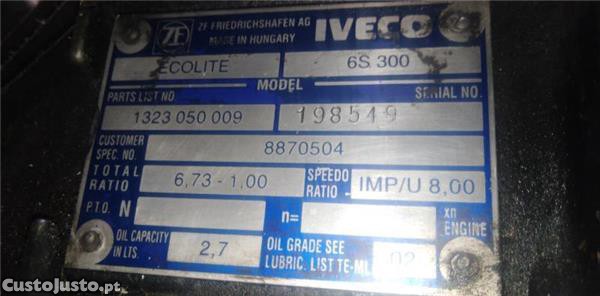 ZF FRIEDRICHSHAFEN AG
ZF MADE IN HUNGARY IVECO
ECOLITE 6S 300
MODEL
PARTS LIST NO. SERIAL NO.
1323 050 009 198549
CUSTOMER
SPEC. NO. 8870504
TOTAL
RATIO 6,73 - 1,00 SPEEDO
RATIO IMP/U 8,00
P.T.O. N n= xn
ENGINE
OIL CAPACITY
IN LTS. 2,7 OIL GRADE SEE
LUBRIC. LIST TE-ML 02
CustoJusto.pt